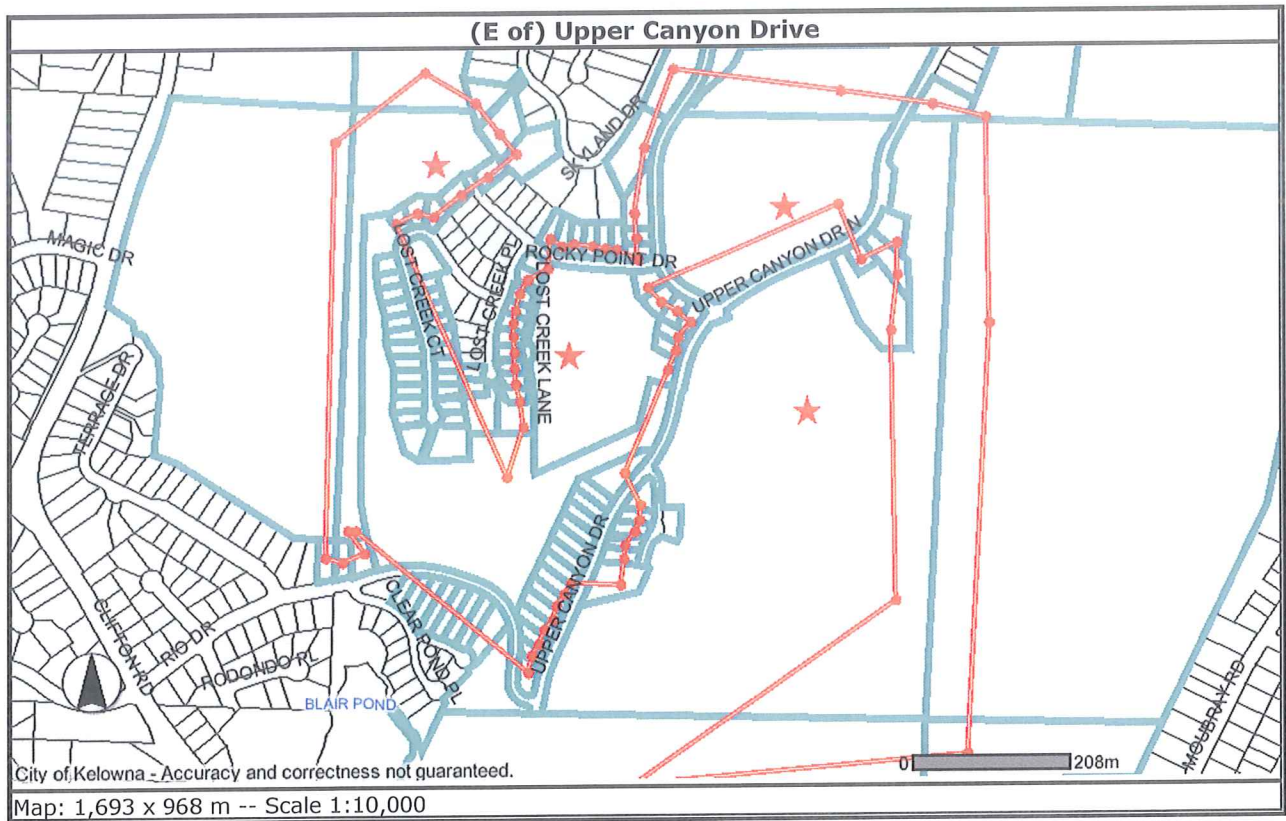 (E of) Upper Canyon Drive
SKYLAND DR
MAGIC DR
LOST CREEK CT
LOST CREEK PL
ROCKY POINT DR
LOST CREEK LANE
UPPER CANYON DR N
TERRACE DR
UPPER CANYON DR
CLEAR POND PL
CLIFTON RD
RIO DR
RODONDO PL
BLAIR POND
MOUBRAY RD
City of Kelowna - Accuracy and correctness not guaranteed.
0 208m
Map: 1,693 x 968 m -- Scale 1:10,000